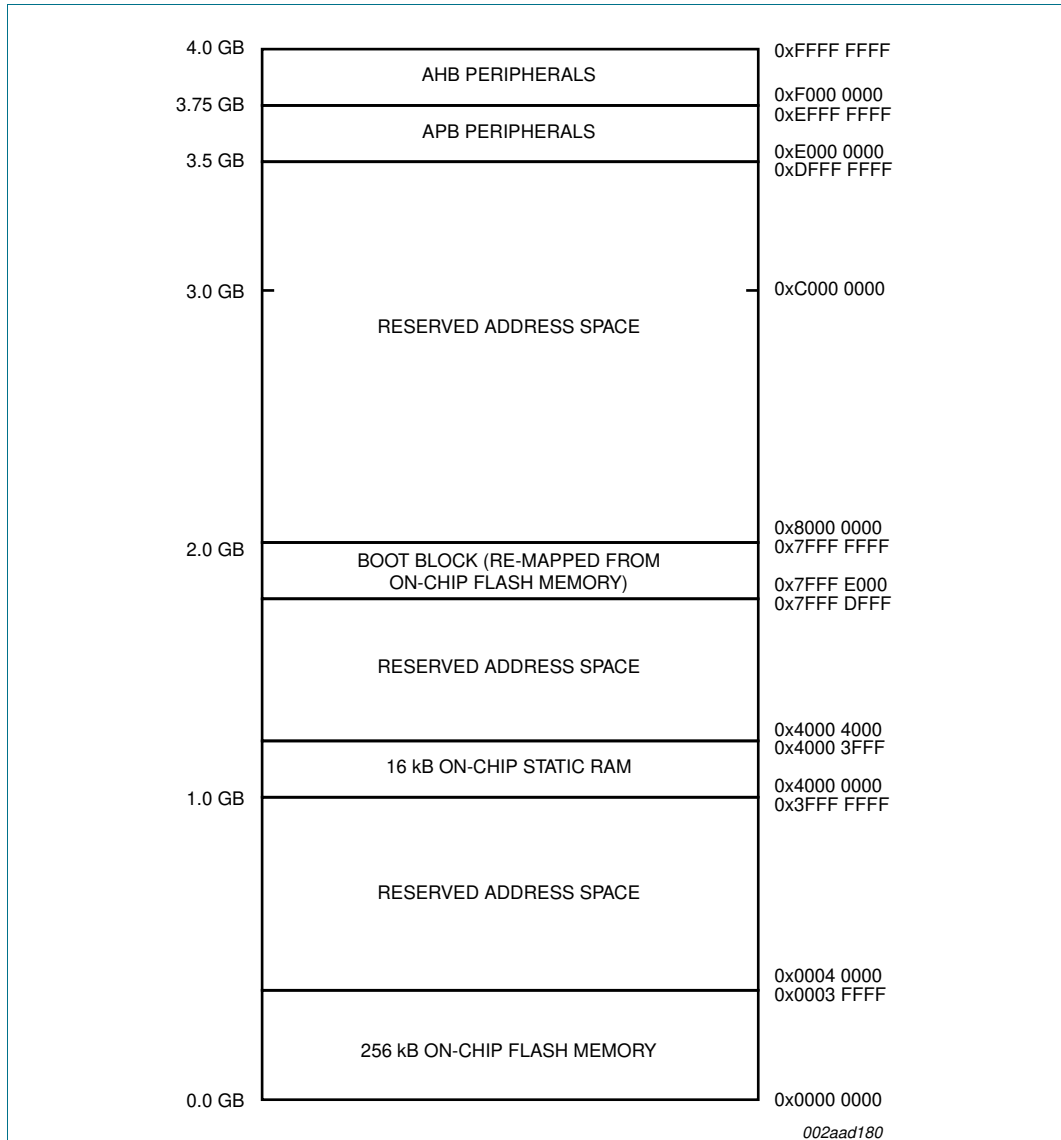 4.0 GB
0xFFFF FFFF
AHB PERIPHERALS
0xF000 0000
3.75 GB
0xEFFF FFFF
APB PERIPHERALS
0xE000 0000
3.5 GB
0xDFFF FFFF
3.0 GB
0xC000 0000
RESERVED ADDRESS SPACE
0x8000 0000
2.0 GB
0x7FFF FFFF
BOOT BLOCK (RE-MAPPED FROM
ON-CHIP FLASH MEMORY)
0x7FFF E000
0x7FFF DFFF
RESERVED ADDRESS SPACE
0x4000 4000
0x4000 3FFF
16 kB ON-CHIP STATIC RAM
0x4000 0000
1.0 GB
0x3FFF FFFF
RESERVED ADDRESS SPACE
0x0004 0000
0x0003 FFFF
256 kB ON-CHIP FLASH MEMORY
0.0 GB
0x0000 0000
002aad180